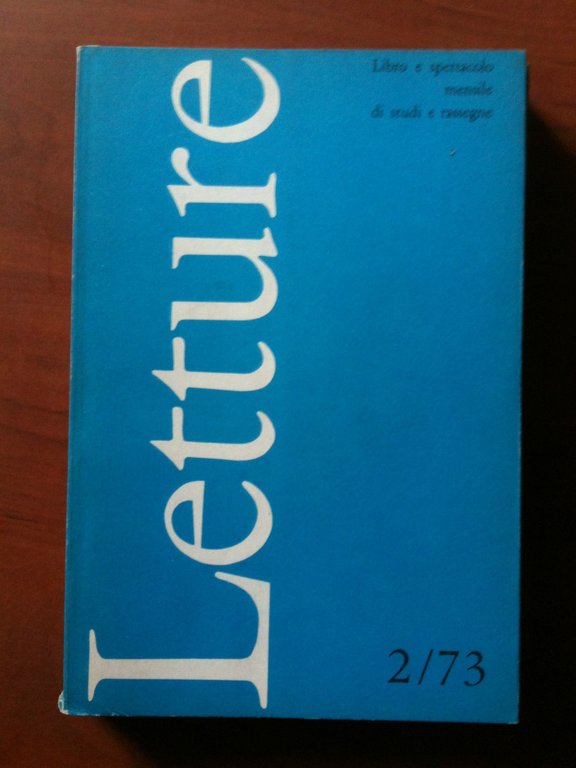 Letture
Libro e spettacolo
mensile
di studi e rassegne
2/73